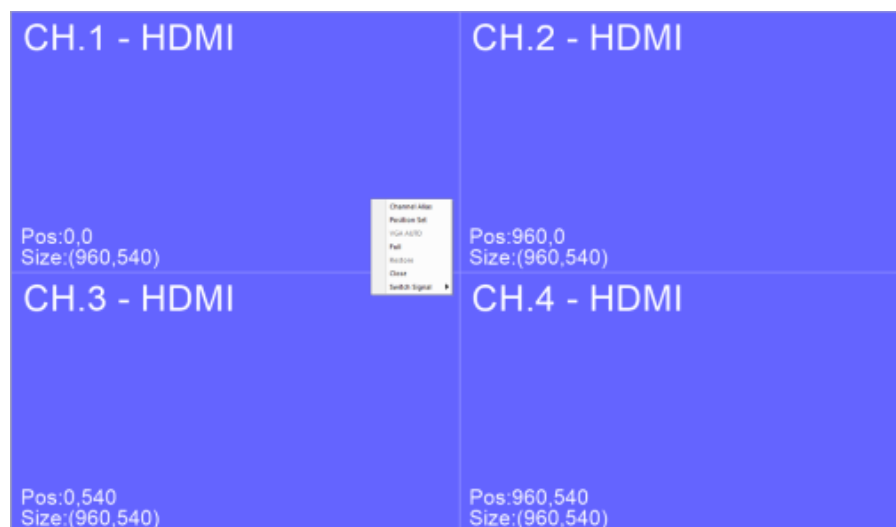 CH.1 - HDMI
Pos:0,0
Size:(960,540)
CH.2 - HDMI
Pos:960,0
Size:(960,540)
Channel Alias
Position Set
VGA AUTO
Full
Restore
Close
Switch Signal
CH.3 - HDMI
Pos:0,540
Size:(960,540)
CH.4 - HDMI
Pos:960,540
Size:(960,540)